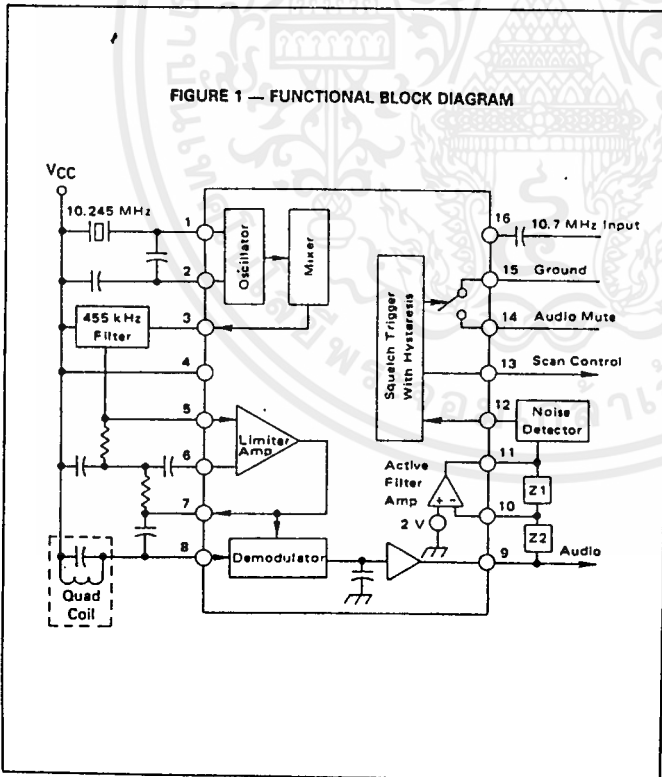 FIGURE 1 — FUNCTIONAL BLOCK DIAGRAM
VCC
10.245 MHz
1
Oscillator
Mixer
2
455 kHz
Filter
3
4
5
Limiter
Amp
6
7
8
Demodulator
Quad
Coil
16
10.7 MHz Input
15
Ground
14
Audio Mute
Squelch Trigger
With Hysteresis
13
Scan Control
12
Noise
Detector
Active
Filter
Amp
11
+ -
Z1
2 V
10
Z2
9
Audio